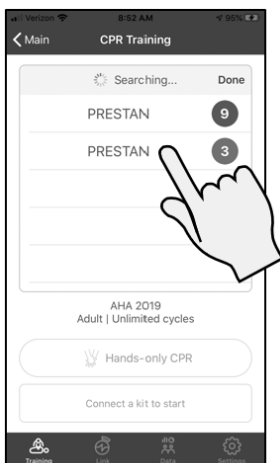 Verizon 8:52 AM 95%
Main CPR Training
Searching... Done
PRESTAN 9
PRESTAN 3
AHA 2019
Adult | Unlimited cycles
Hands-only CPR
Connect a kit to start
Training Link Data Settings